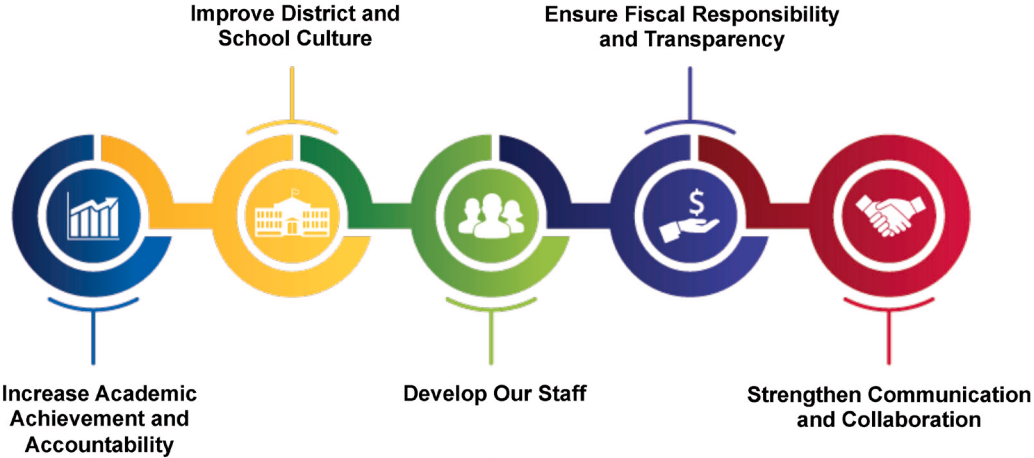 Improve District and
School Culture
Ensure Fiscal Responsibility
and Transparency
$
Increase Academic
Achievement and
Accountability
Develop Our Staff
Strengthen Communication
and Collaboration